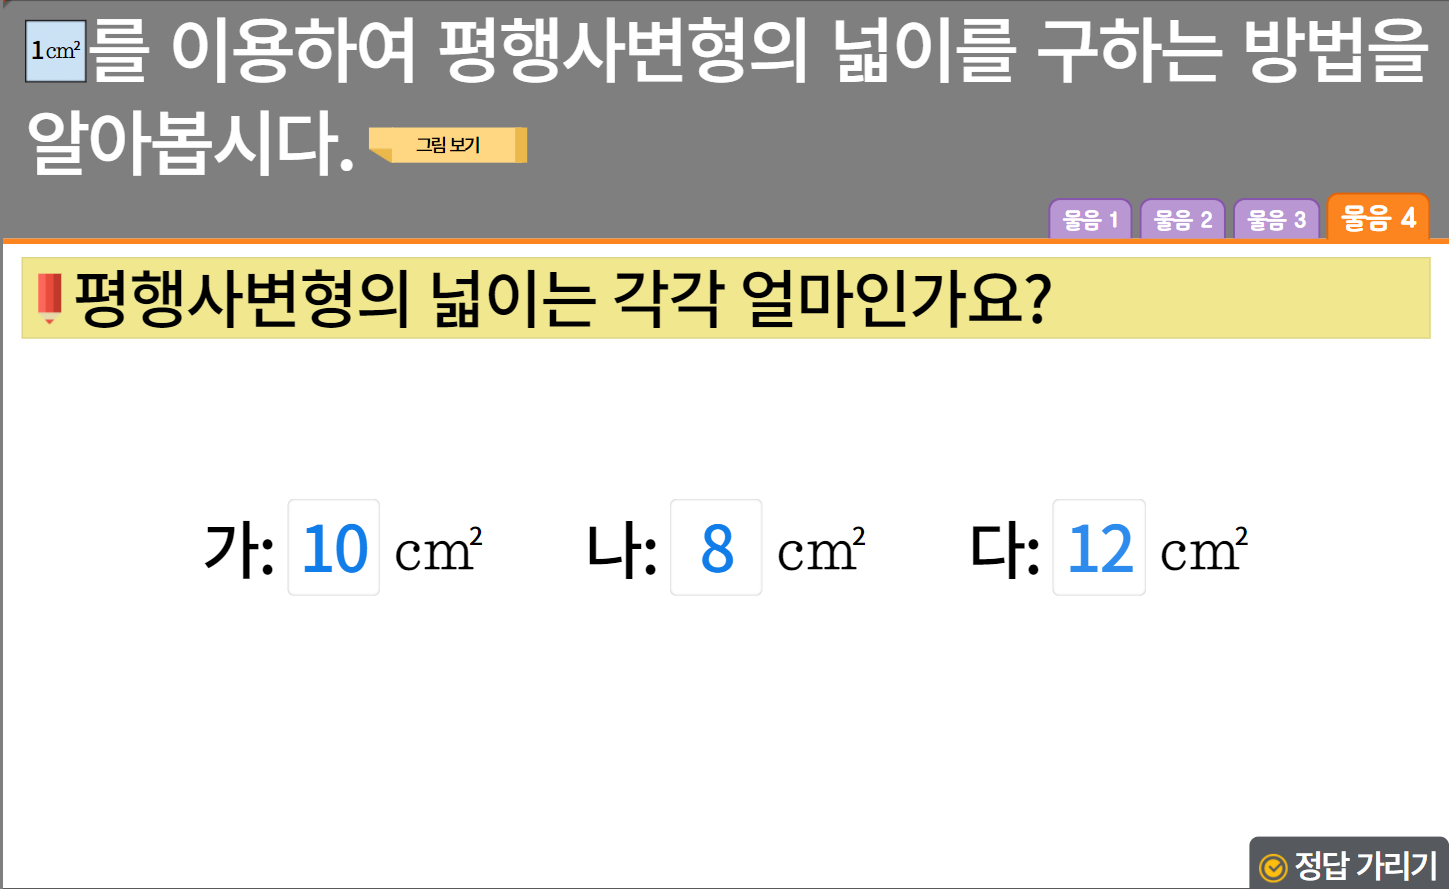 1cm²를 이용하여 평행사변형의 넓이를 구하는 방법을
알아봅시다. 그림 보기
물음 1 물음 2 물음 3 물음 4
평행사변형의 넓이는 각각 얼마인가요?
가: 10 cm² 나: 8 cm² 다: 12 cm²
정답 가리기